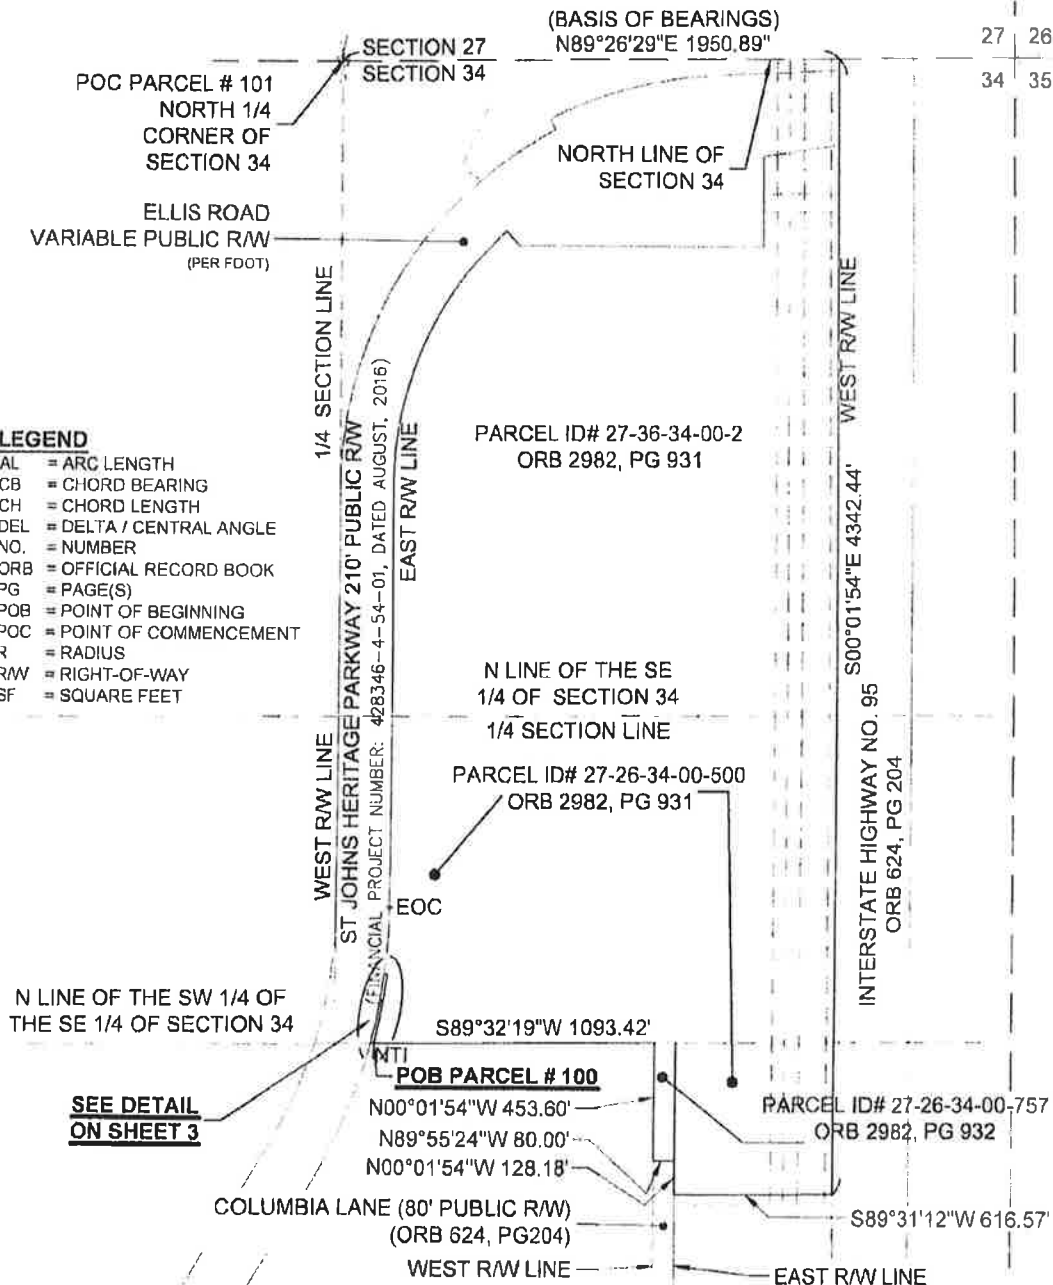 (BASIS OF BEARINGS)
N89°26'29"E 1950.89"
27 26
34 35
SECTION 27
SECTION 34
POC PARCEL # 101
NORTH 1/4
CORNER OF
SECTION 34
NORTH LINE OF
SECTION 34
ELLIS ROAD
VARIABLE PUBLIC R/W
(PER FDOT)
1/4 SECTION LINE
WEST R/W LINE
LEGEND
AL = ARC LENGTH
CB = CHORD BEARING
CH = CHORD LENGTH
DEL = DELTA / CENTRAL ANGLE
NO. = NUMBER
ORB = OFFICIAL RECORD BOOK
PG = PAGE(S)
POB = POINT OF BEGINNING
POC = POINT OF COMMENCEMENT
R = RADIUS
R/W = RIGHT-OF-WAY
SF = SQUARE FEET
PARCEL ID# 27-36-34-00-2
ORB 2982, PG 931
EAST R/W LINE
ST JOHNS HERITAGE PARKWAY 210' PUBLIC R/W
(FINANCIAL PROJECT NUMBER: 428346-4-54-01, DATED AUGUST, 2016)
WEST R/W LINE
S00°01'54"E 4342.44'
N LINE OF THE SE
1/4 OF SECTION 34
1/4 SECTION LINE
PARCEL ID# 27-26-34-00-500
ORB 2982, PG 931
INTERSTATE HIGHWAY NO. 95
ORB 624, PG 204
EOC
N LINE OF THE SW 1/4 OF
THE SE 1/4 OF SECTION 34
S89°32'19"W 1093.42'
POB PARCEL # 100
SEE DETAIL
ON SHEET 3
N00°01'54"W 453.60'
N89°55'24"W 80.00'
N00°01'54"W 128.18'
PARCEL ID# 27-26-34-00-757
ORB 2982, PG 932
COLUMBIA LANE (80' PUBLIC R/W)
(ORB 624, PG204)
S89°31'12"W 616.57'
WEST R/W LINE
EAST R/W LINE